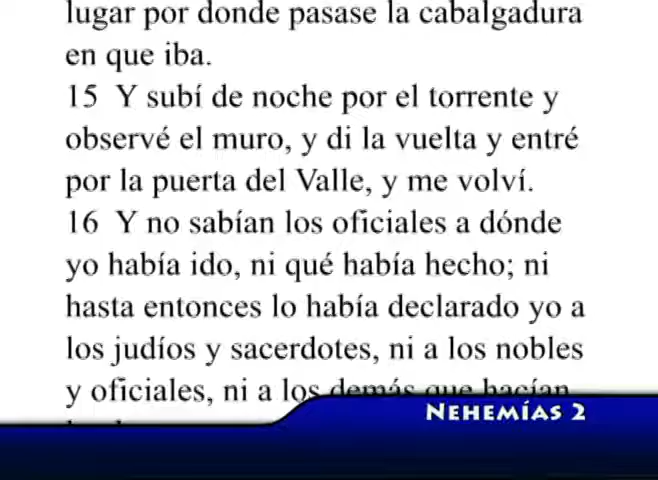 lugar por donde pasase la cabalgadura
en que iba.
15 Y subí de noche por el torrente y
observé el muro, y di la vuelta y entré
por la puerta del Valle, y me volví.
16 Y no sabían los oficiales a dónde
yo había ido, ni qué había hecho; ni
hasta entonces lo había declarado yo a
los judíos y sacerdotes, ni a los nobles
y oficiales, ni a los demás que hacían
NEHEMÍAS 2